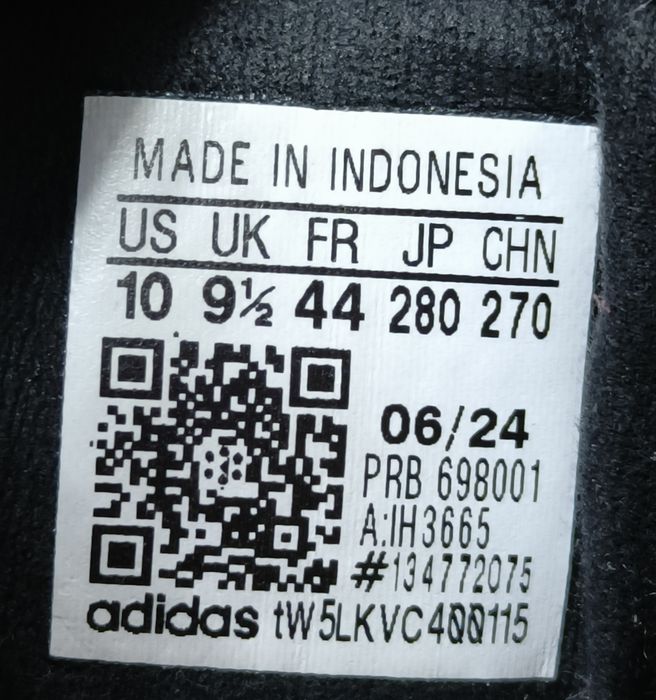 MADE IN INDONESIA
US UK FR JP CHN
10 9½ 44 280 270
06/24
PRB 698001
A:IH3665
#134772075
adidas tW5LKVC400115